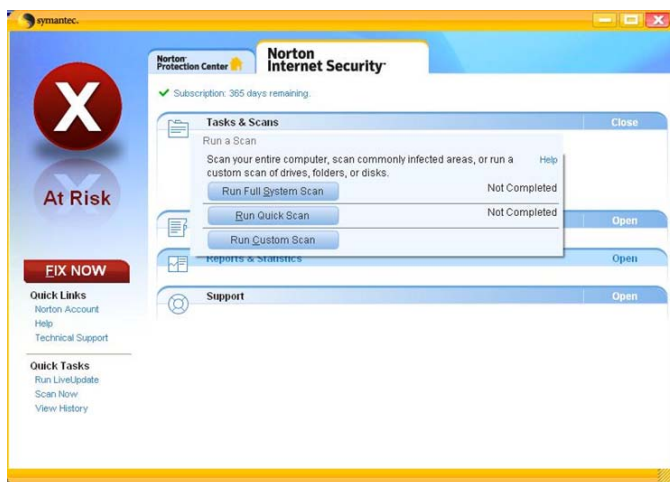 symantec.
Norton
Protection Center
Norton
Internet Security
Subscription: 365 days remaining.
Tasks & Scans
Close
Run a Scan
Scan your entire computer, scan commonly infected areas, or run a
custom scan of drives, folders, or disks.
Help
Run Full System Scan
Not Completed
Run Quick Scan
Not Completed
Run Custom Scan
Open
Reports & Statistics
Open
Support
Open
X
At Risk
FIX NOW
Quick Links
Norton Account
Help
Technical Support
Quick Tasks
Run LiveUpdate
Scan Now
View History